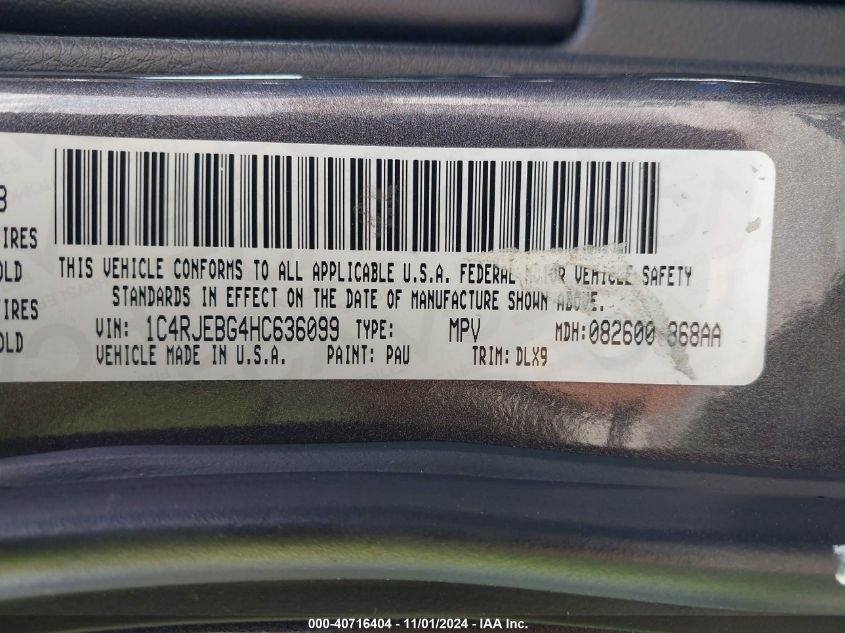 8
IRES
OLD
IRES
OLD
THIS VEHICLE CONFORMS TO ALL APPLICABLE U.S.A. FEDERAL MOTOR VEHICLE SAFETY
STANDARDS IN EFFECT ON THE DATE OF MANUFACTURE SHOWN ABOVE.
VIN: 1C4RJEBG4HC636099 TYPE: MPV MDH:082600 868AA
VEHICLE MADE IN U.S.A. PAINT: PAU TRIM: DLX9
000-40716404 - 11/01/2024 - IAA Inc.